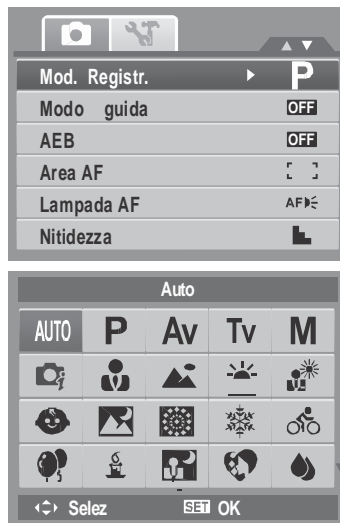 Mod. Registr. P
Modo guida OFF
AEB OFF
Area AF
Lampada AF AF
Nitidezza
Auto
AUTO P Av Tv M
Selez SET OK